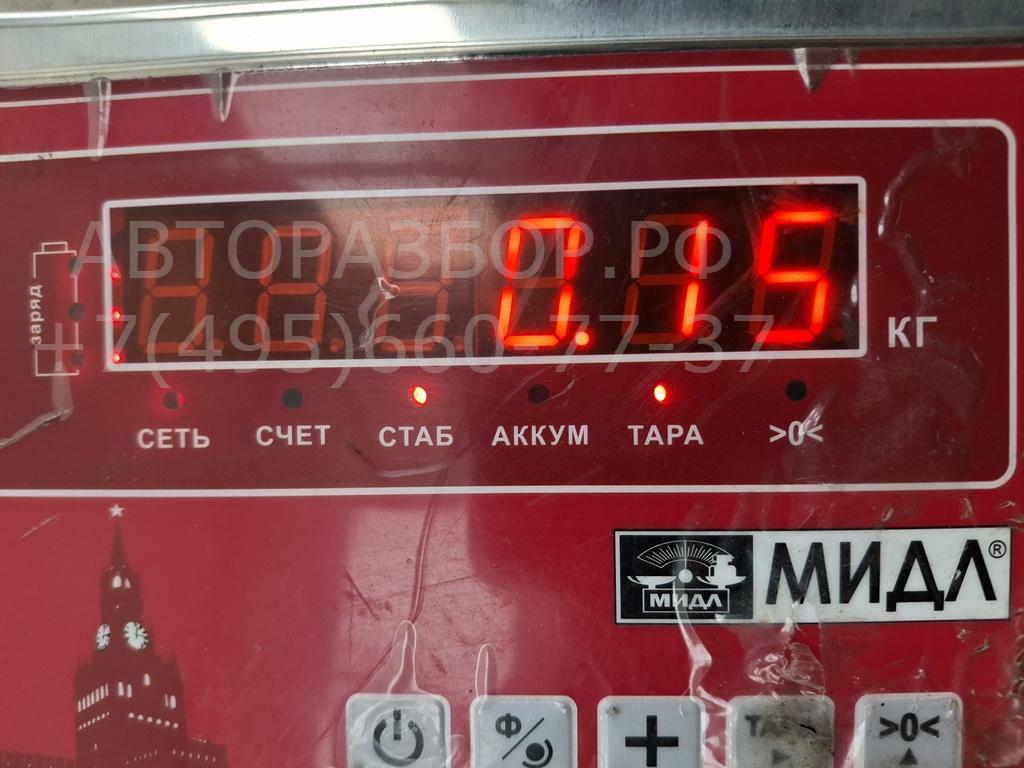 АВТОРАЗБОР.РФ
0.15
+7(495)660-77-37
заряд
КГ
СЕТЬ СЧЕТ СТАБ АККУМ ТАРА >0<
МИДЛ МИДЛ®
Ф + >0<